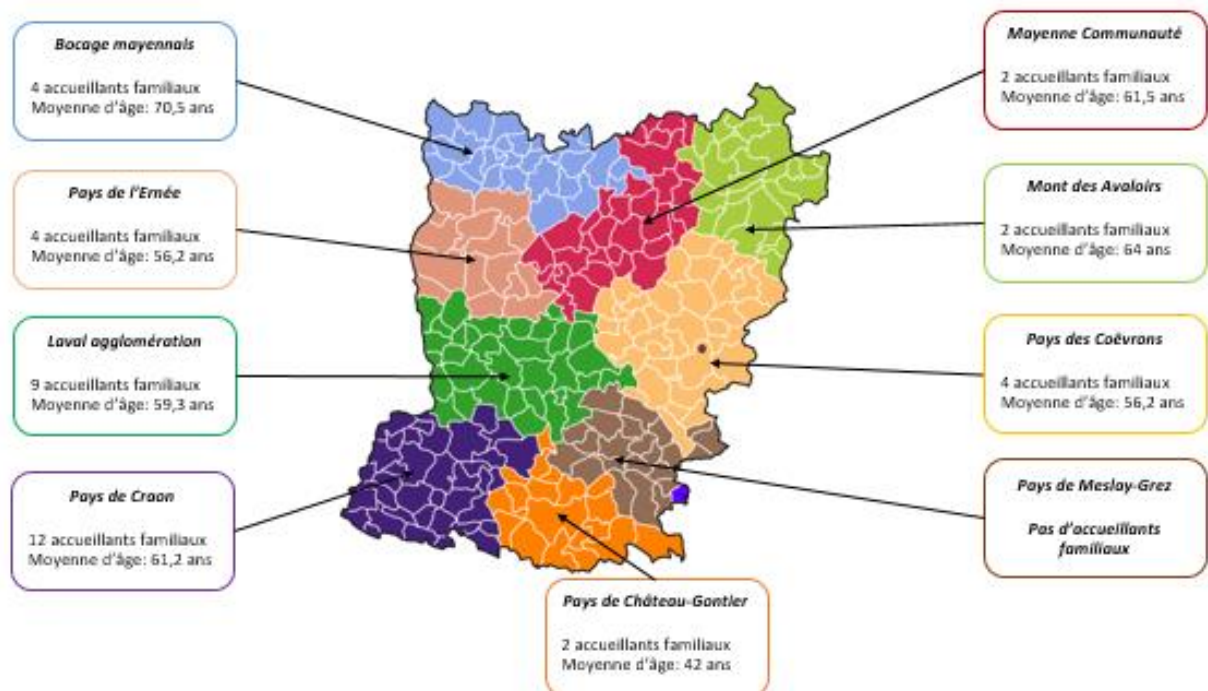 Bocage mayennais
4 accueillants familiaux
Moyenne d'âge: 70,5 ans
Mayenne Communauté
2 accueillants familiaux
Moyenne d'âge: 61,5 ans
Pays de l'Ernée
4 accueillants familiaux
Moyenne d'âge: 56,2 ans
Mont des Avaloirs
2 accueillants familiaux
Moyenne d'âge: 64 ans
Laval agglomération
9 accueillants familiaux
Moyenne d'âge: 59,3 ans
Pays des Coëvrons
4 accueillants familiaux
Moyenne d'âge: 56,2 ans
Pays de Craon
12 accueillants familiaux
Moyenne d'âge: 61,2 ans
Pays de Meslay-Grez
Pas d'accueillants
familiaux
Pays de Château-Gontier
2 accueillants familiaux
Moyenne d'âge: 42 ans